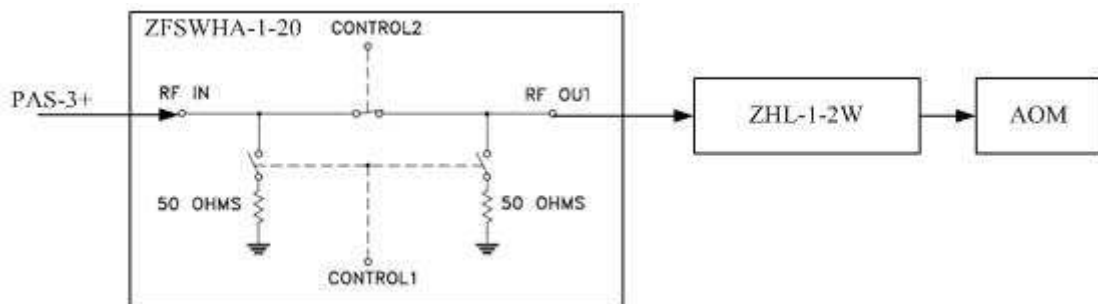 ZFSWHA-1-20
CONTROL2
PAS-3+
RF IN
RF OUT
ZHL-1-2W
AOM
50 OHMS
50 OHMS
CONTROL1